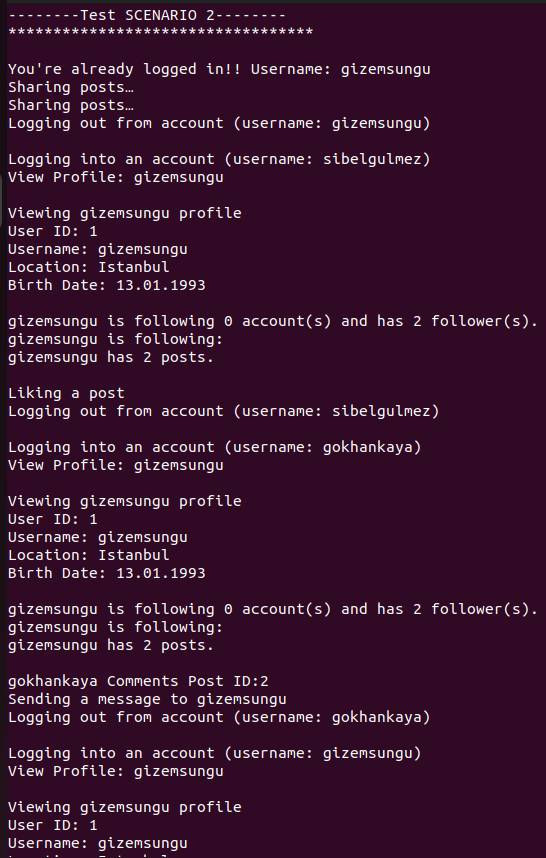 --------Test SCENARIO 2--------
**********************************
You're already logged in!! Username: gizemsungu
Sharing posts…
Sharing posts…
Logging out from account (username: gizemsungu)
Logging into an account (username: sibelgulmez)
View Profile: gizemsungu
Viewing gizemsungu profile
User ID: 1
Username: gizemsungu
Location: Istanbul
Birth Date: 13.01.1993
gizemsungu is following 0 account(s) and has 2 follower(s).
gizemsungu is following:
gizemsungu has 2 posts.
Liking a post
Logging out from account (username: sibelgulmez)
Logging into an account (username: gokhankaya)
View Profile: gizemsungu
Viewing gizemsungu profile
User ID: 1
Username: gizemsungu
Location: Istanbul
Birth Date: 13.01.1993
gizemsungu is following 0 account(s) and has 2 follower(s).
gizemsungu is following:
gizemsungu has 2 posts.
gokhankaya Comments Post ID:2
Sending a message to gizemsungu
Logging out from account (username: gokhankaya)
Logging into an account (username: gizemsungu)
View Profile: gizemsungu
Viewing gizemsungu profile
User ID: 1
Username: gizemsungu